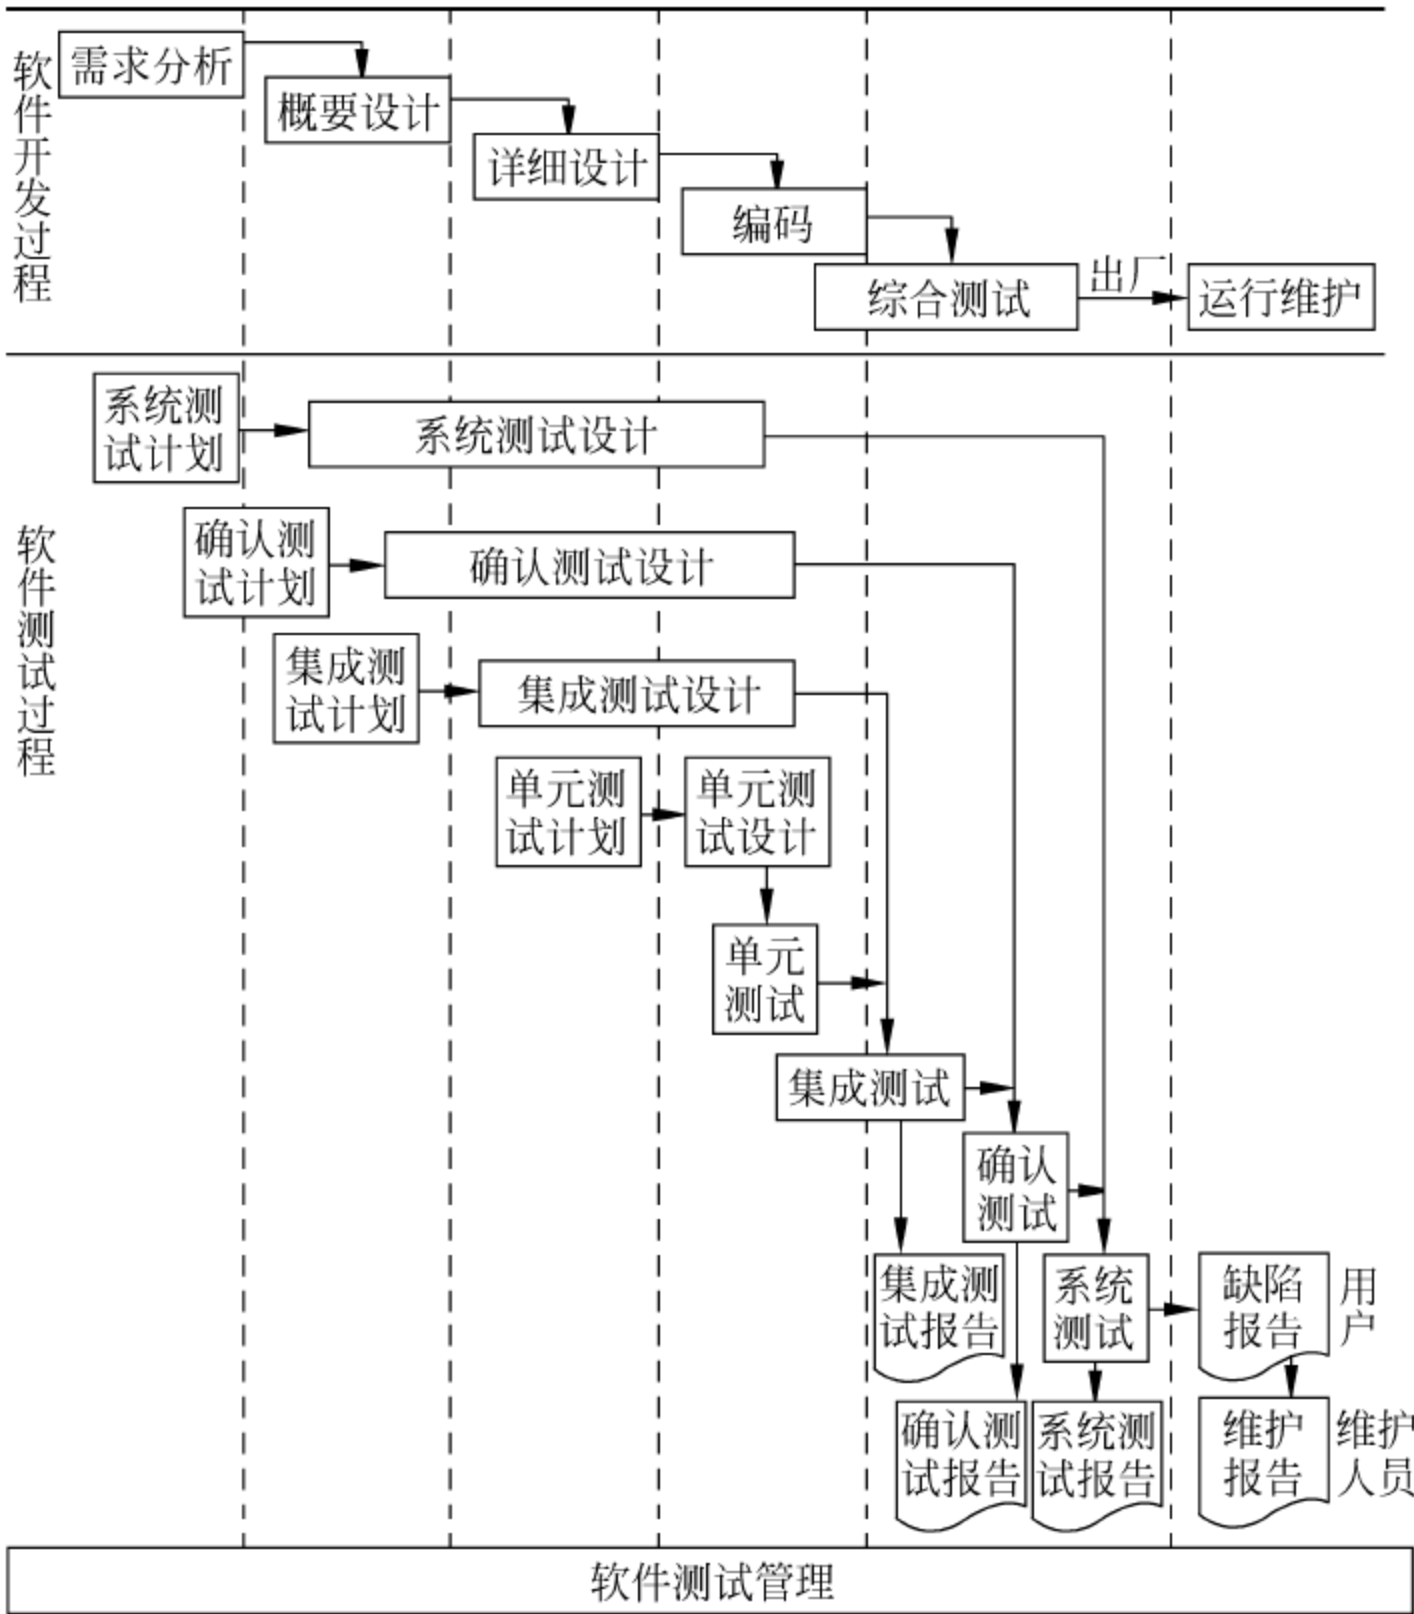 软件开发过程
需求分析
概要设计
详细设计
编码
综合测试
出厂
运行维护
软件测试过程
系统测
试计划
系统测试设计
确认测
试计划
确认测试设计
集成测
试计划
集成测试设计
单元测
试计划
单元测
试设计
单元
测试
集成测试
确认
测试
集成测
试报告
系统
测试
缺陷
报告
用户
确认测
试报告
系统测
试报告
维护
报告
维护
人员
软件测试管理